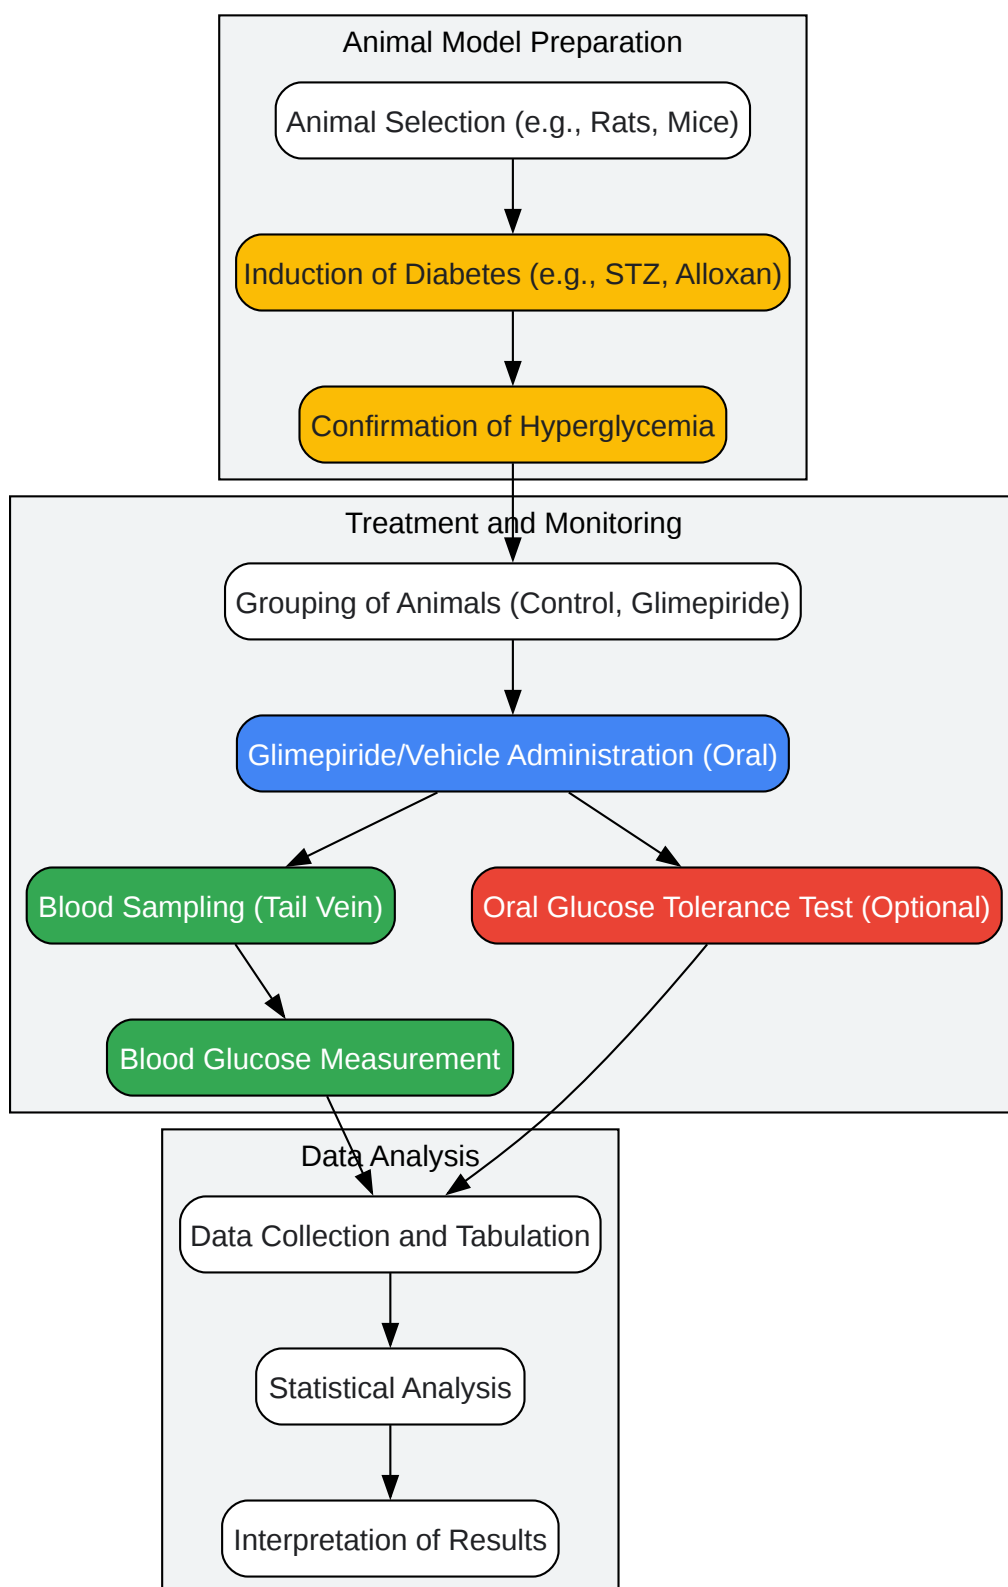 Animal Model Preparation
Animal Selection (e.g., Rats, Mice)
Induction of Diabetes (e.g., STZ, Alloxan)
Confirmation of Hyperglycemia
Treatment and Monitoring
Grouping of Animals (Control, Glimepiride)
Glimepiride/Vehicle Administration (Oral)
Blood Sampling (Tail Vein)
Oral Glucose Tolerance Test (Optional)
Blood Glucose Measurement
Data Analysis
Data Collection and Tabulation
Statistical Analysis
Interpretation of Results